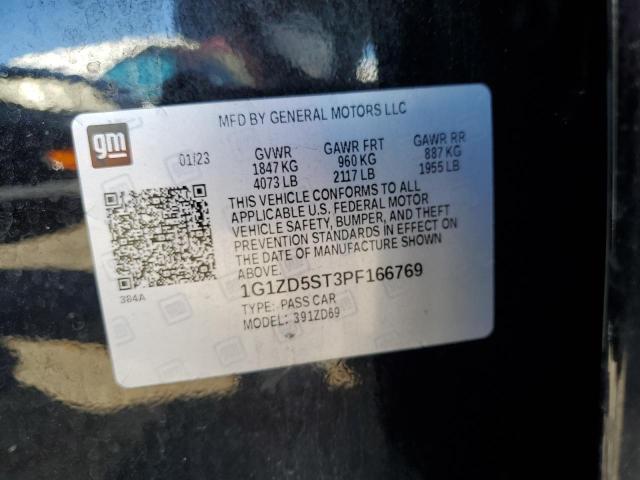 MFD BY GENERAL MOTORS LLC
gm
01/23
GVWR
1847 KG
4073 LB
GAWR FRT
960 KG
2117 LB
GAWR RR
887 KG
1955 LB
THIS VEHICLE CONFORMS TO ALL
APPLICABLE U.S. FEDERAL MOTOR
VEHICLE SAFETY, BUMPER, AND THEFT
PREVENTION STANDARDS IN EFFECT ON
THE DATE OF MANUFACTURE SHOWN
ABOVE.
384A
1G1ZD5ST3PF166769
TYPE: PASS CAR
MODEL: 391ZD69